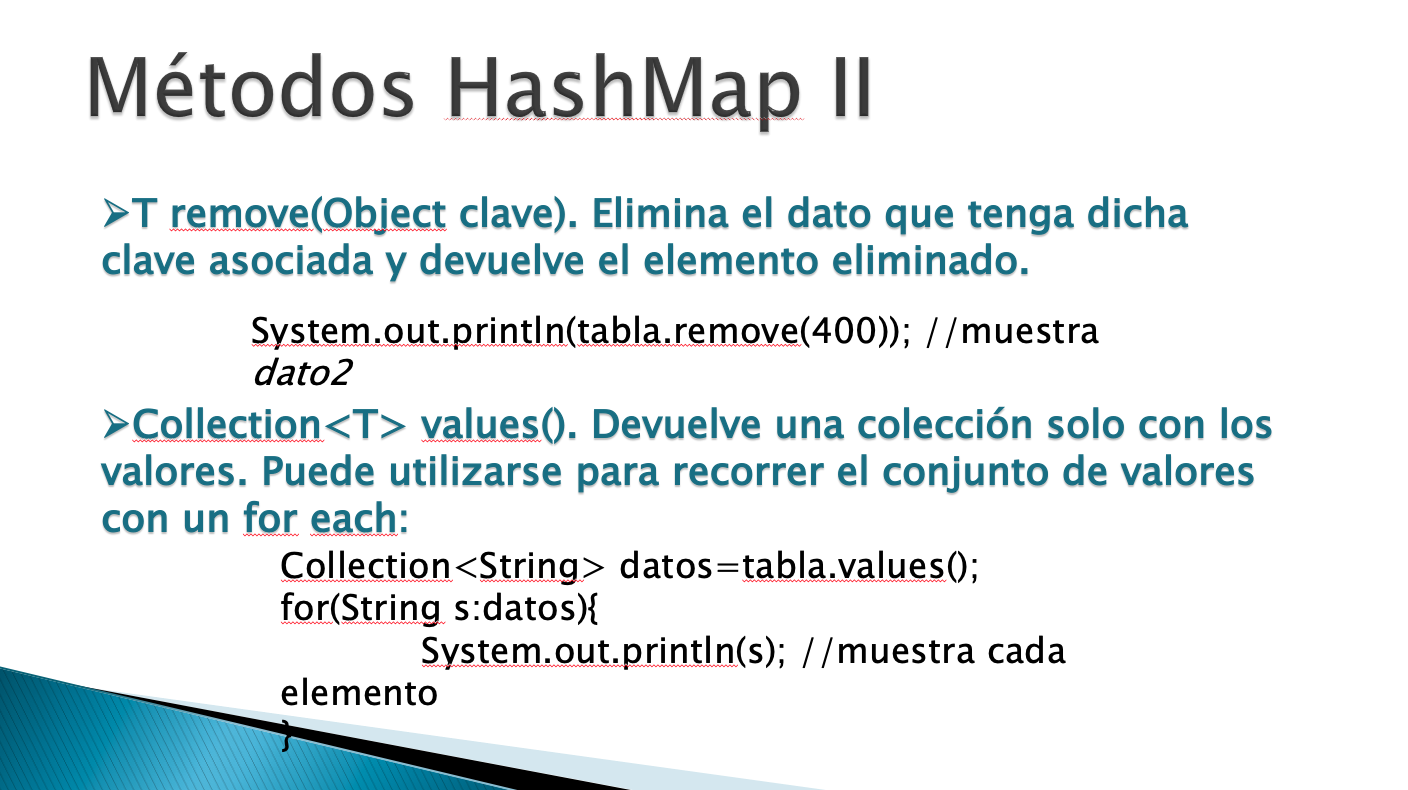 Métodos HashMap II
➢T remove(Object clave). Elimina el dato que tenga dicha
clave asociada y devuelve el elemento eliminado.
System.out.println(tabla.remove(400)); //muestra
dato2
➢Collection<T> values(). Devuelve una colección solo con los
valores. Puede utilizarse para recorrer el conjunto de valores
con un for each:
Collection<String> datos=tabla.values();
for(String s:datos){
System.out.println(s); //muestra cada
elemento
}